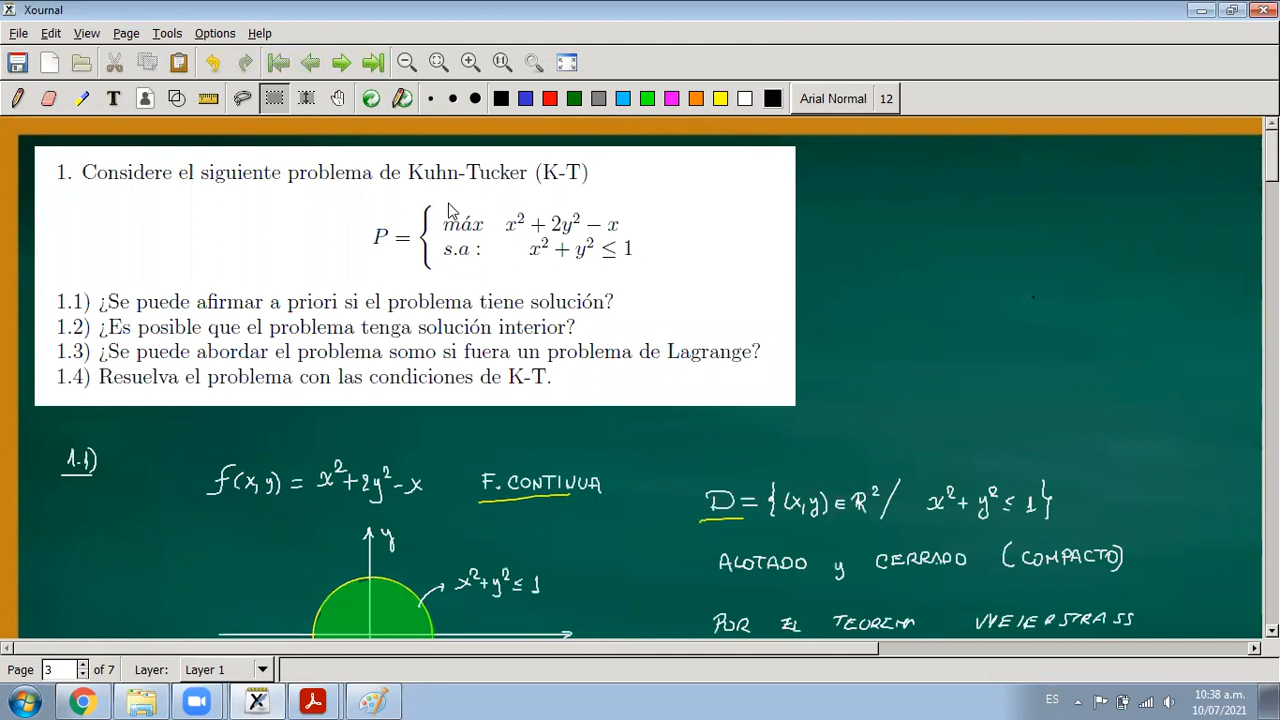 Xournal
File Edit View Page Tools Options Help
Arial Normal 12
1. Considere el siguiente problema de Kuhn-Tucker (K-T)
P = { máx x² + 2y² − x
s.a : x² + y² ≤ 1
1.1) ¿Se puede afirmar a priori si el problema tiene solución?
1.2) ¿Es posible que el problema tenga solución interior?
1.3) ¿Se puede abordar el problema somo si fuera un problema de Lagrange?
1.4) Resuelva el problema con las condiciones de K-T.
1.1) f(x,y) = x²+2y²-x F. CONTINUA
D = {(x,y) ∈ R² / x²+y² ≤ 1}
y
ACOTADO y CERRADO (COMPACTO)
x²+y² ≤ 1
POR EL TEOREMA WEIERSTRASS
Page 3 of 7 Layer: Layer 1
ES 10:38 a.m.
10/07/2021